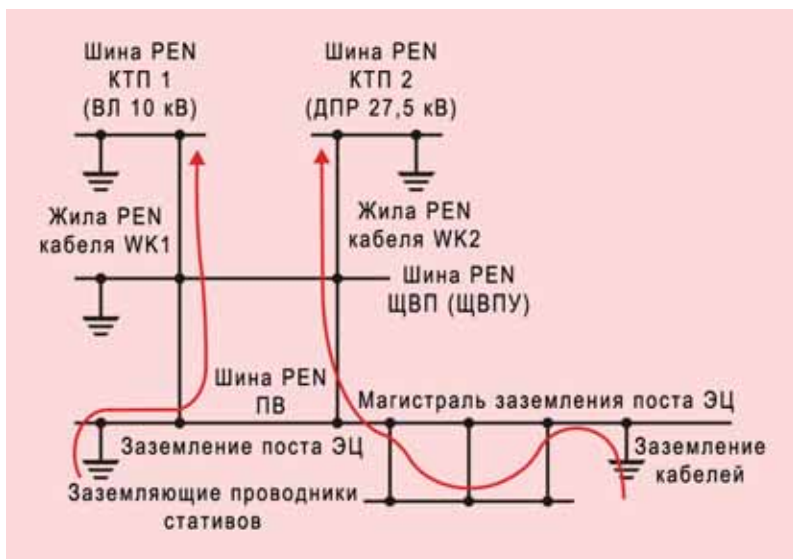 Шина PEN
КТП 1
(ВЛ 10 кВ)
Шина PEN
КТП 2
(ДПР 27,5 кВ)
Жила PEN
кабеля WK1
Жила PEN
кабеля WK2
Шина PEN
ЩВП (ЩВПУ)
Шина PEN
ПВ
Магистраль заземления поста ЭЦ
Заземление поста ЭЦ
Заземление
кабелей
Заземляющие проводники
стативов